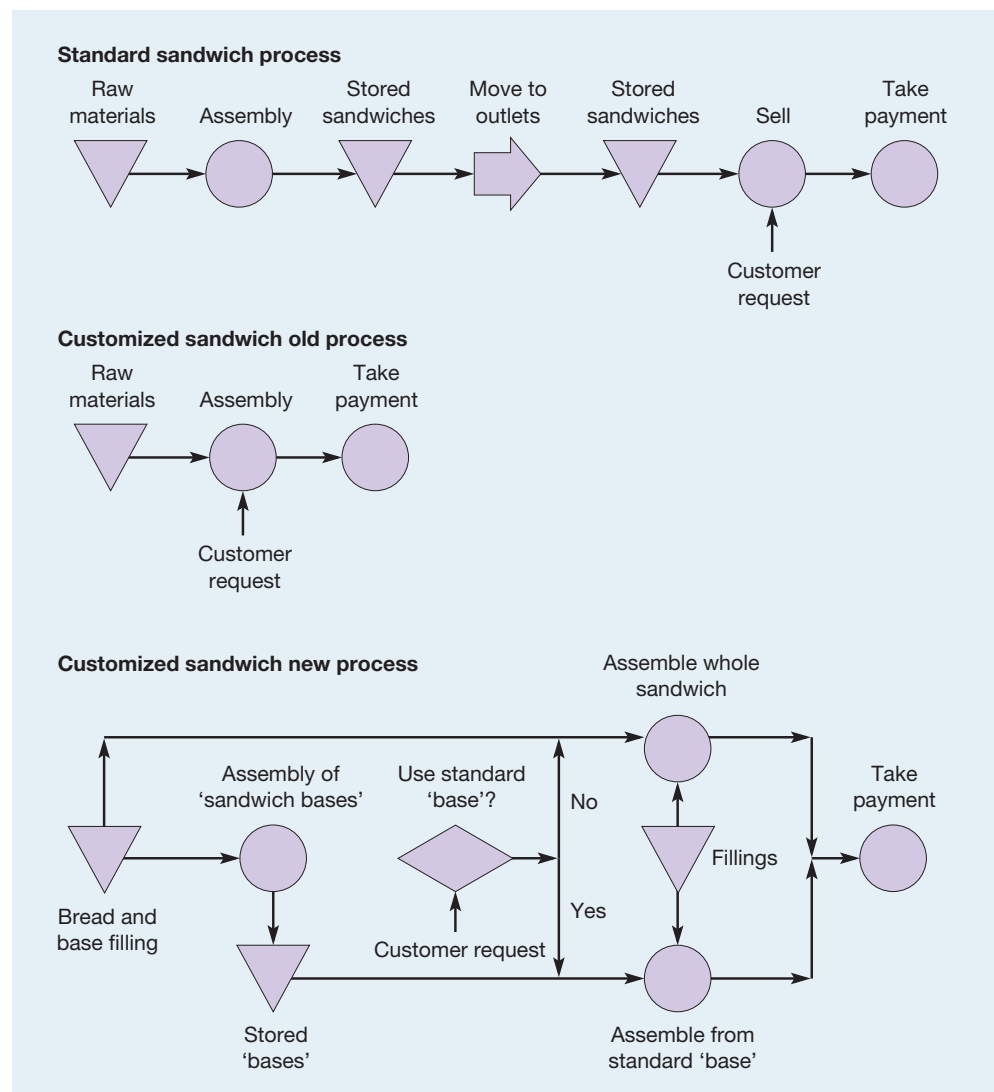 Standard sandwich process
Raw
materials
Assembly
Stored
sandwiches
Move to
outlets
Stored
sandwiches
Sell
Take
payment
Customer
request
Customized sandwich old process
Raw
materials
Assembly
Take
payment
Customer
request
Customized sandwich new process
Assemble whole
sandwich
Assembly of
‘sandwich bases’
Use standard
‘base’?
No
Take
payment
Fillings
Bread and
base filling
Yes
Customer request
Stored
‘bases’
Assemble from
standard ‘base’